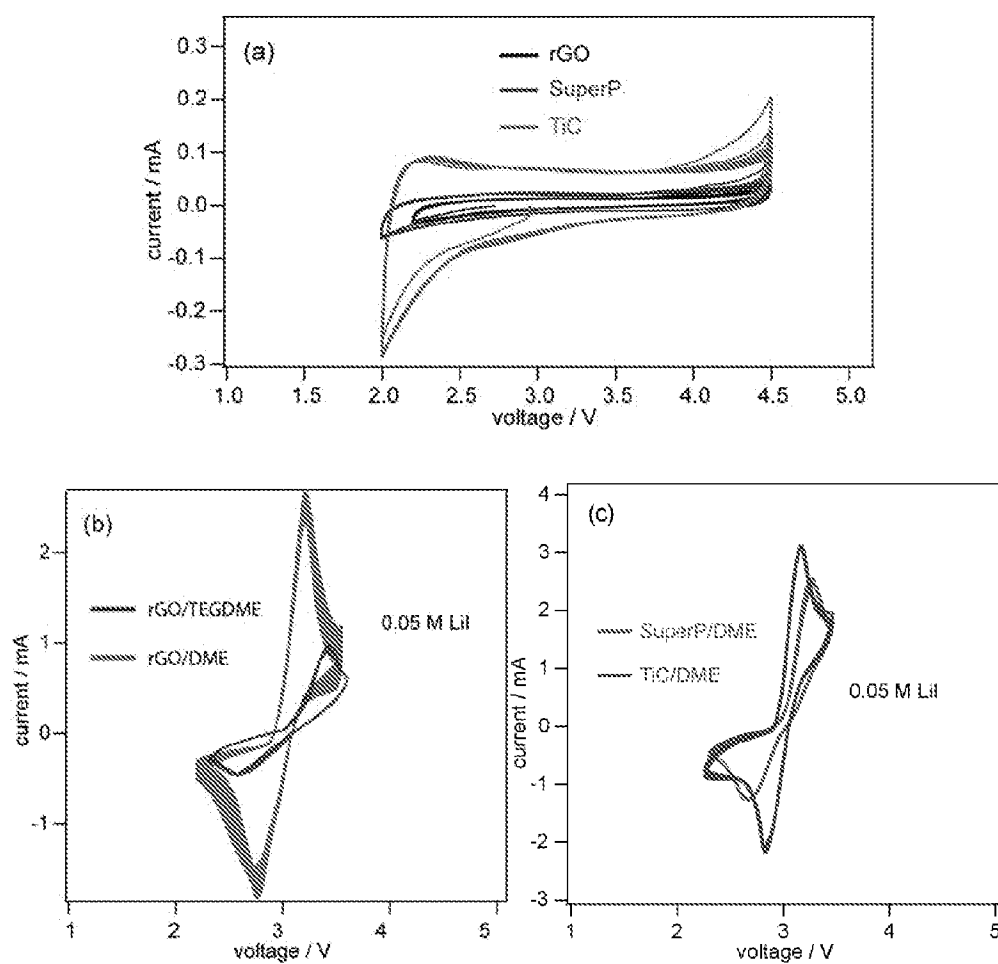 (a)
rGO
SuperP
TiC
current / mA
0.3
0.2
0.1
0.0
-0.1
-0.2
-0.3
1.0 1.5 2.0 2.5 3.0 3.5 4.0 4.5 5.0
voltage / V
(b)
rGO/TEGDME
rGO/DME
0.05 M LiI
current / mA
2
1
0
-1
1 2 3 4 5
voltage / V
(c)
SuperP/DME
TiC/DME
0.05 M LiI
current / mA
4
3
2
1
0
-1
-2
-3
1 2 3 4 5
voltage / V